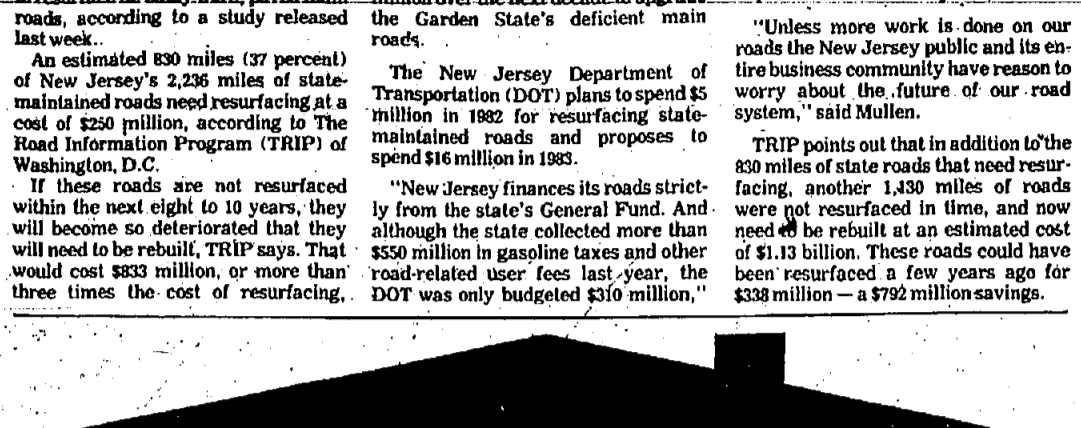 roads, according to a study released
last week..
An estimated 830 miles (37 percent)
of New Jersey's 2,236 miles of state-
maintained roads need resurfacing at a
cost of $250 million, according to The
Road Information Program (TRIP) of
Washington, D.C.
If these roads are not resurfaced
within the next eight to 10 years, they
will become so deteriorated that they
will need to be rebuilt, TRIP says. That
would cost $833 million, or more than
three times the cost of resurfacing,
the Garden State's deficient main
roads.
The New Jersey Department of
Transportation (DOT) plans to spend $5
million in 1982 for resurfacing state-
maintained roads and proposes to
spend $16 million in 1983.
"New Jersey finances its roads strict-
ly from the state's General Fund. And
although the state collected more than
$550 million in gasoline taxes and other
road-related user fees last year, the
DOT was only budgeted $310 million,"
"Unless more work is done on our
roads the New Jersey public and its en-
tire business community have reason to
worry about the future of our road
system," said Mullen.
TRIP points out that in addition to the
830 miles of state roads that need resur-
facing, another 1,430 miles of roads
were not resurfaced in time, and now
need to be rebuilt at an estimated cost
of $1.13 billion. These roads could have
been resurfaced a few years ago for
$338 million — a $792 million savings.